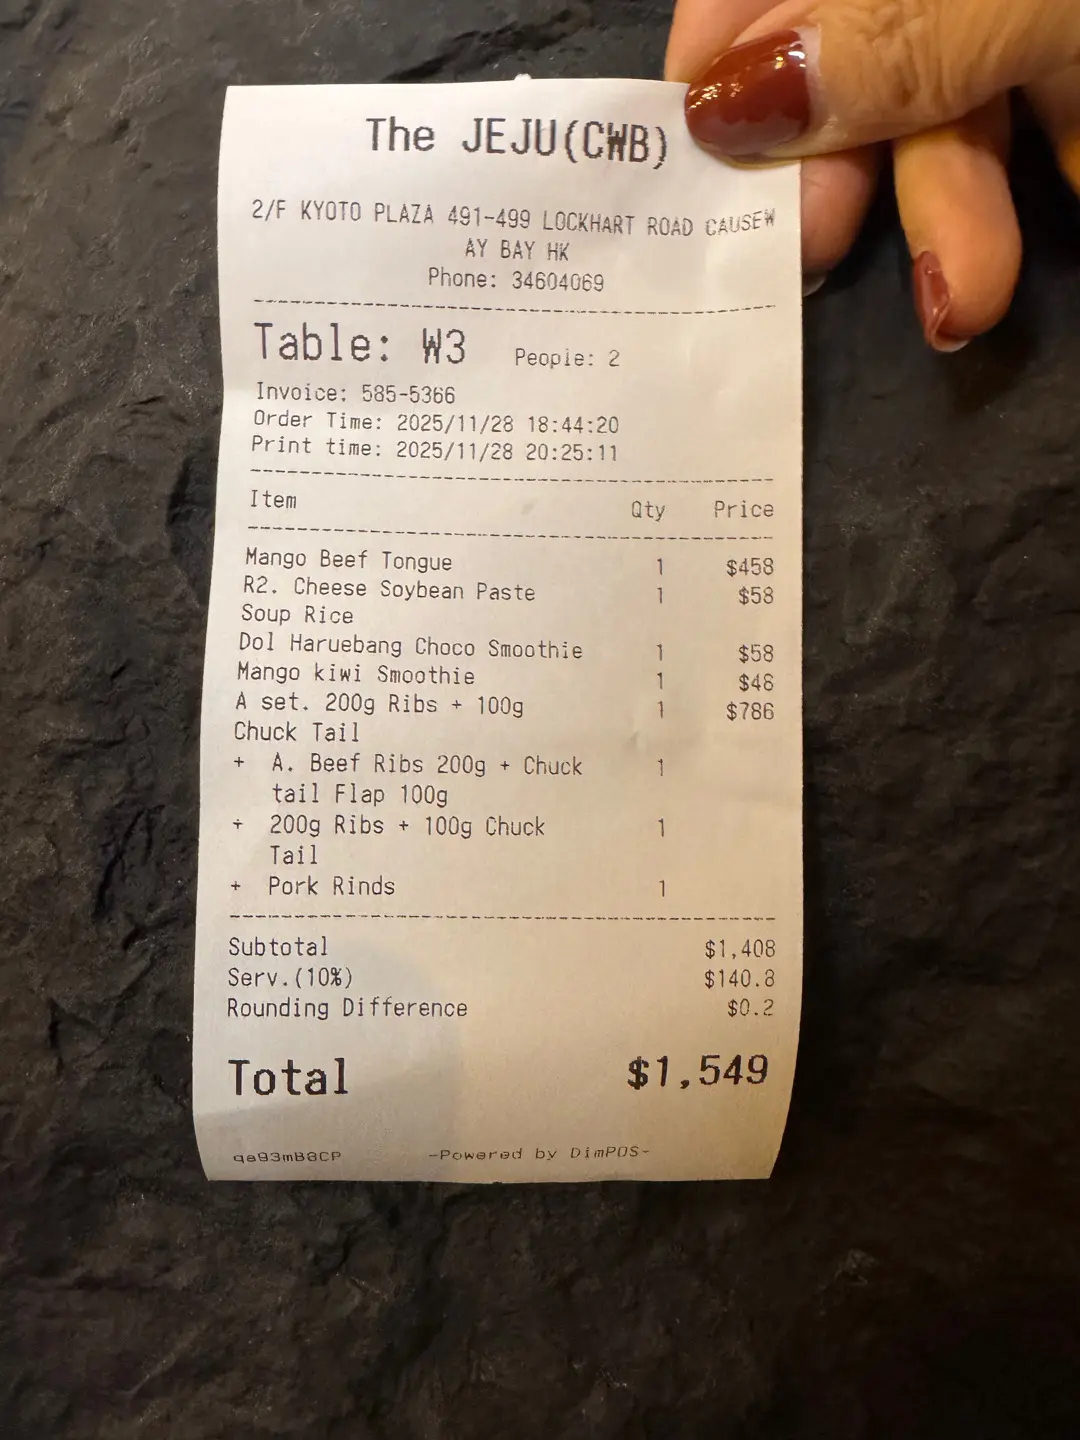 The JEJU(CWB)
2/F KYOTO PLAZA 491-499 LOCKHART ROAD CAUSEW
AY BAY HK
Phone: 34604069
Table: W3 People: 2
Invoice: 585-5366
Order Time: 2025/11/28 18:44:20
Print time: 2025/11/28 20:25:11
Item Qty Price
Mango Beef Tongue 1 $458
R2. Cheese Soybean Paste 1 $58
Soup Rice
Dol Haruebang Choco Smoothie 1 $58
Mango kiwi Smoothie 1 $48
A set. 200g Ribs + 100g 1 $786
Chuck Tail
+ A. Beef Ribs 200g + Chuck 1
tail Flap 100g
+ 200g Ribs + 100g Chuck 1
Tail
+ Pork Rinds 1
Subtotal $1,408
Serv.(10%) $140.8
Rounding Difference $0.2
Total $1,549
qa93mB8CP -Powered by DimPOS-